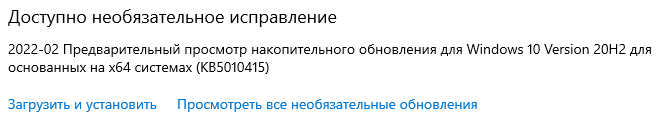 Доступно необязательное исправление
2022-02 Предварительный просмотр накопительного обновления для Windows 10 Version 20H2 для
основанных на x64 системах (KB5010415)
Загрузить и установить Просмотреть все необязательные обновления